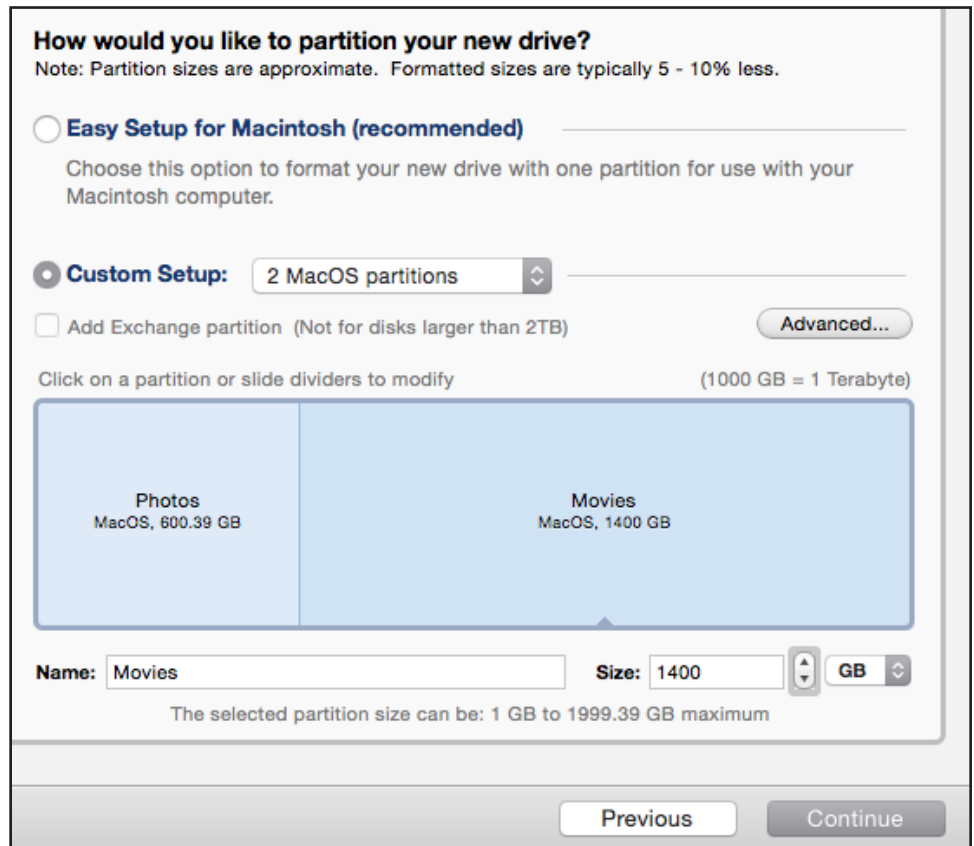 How would you like to partition your new drive?
Note: Partition sizes are approximate.  Formatted sizes are typically 5 - 10% less.
Easy Setup for Macintosh (recommended)
Choose this option to format your new drive with one partition for use with your
Macintosh computer.
Custom Setup: 2 MacOS partitions
Add Exchange partition  (Not for disks larger than 2TB) Advanced...
Click on a partition or slide dividers to modify (1000 GB = 1 Terabyte)
Photos
MacOS, 600.39 GB
Movies
MacOS, 1400 GB
Name: Movies Size: 1400 GB
The selected partition size can be: 1 GB to 1999.39 GB maximum
Previous Continue